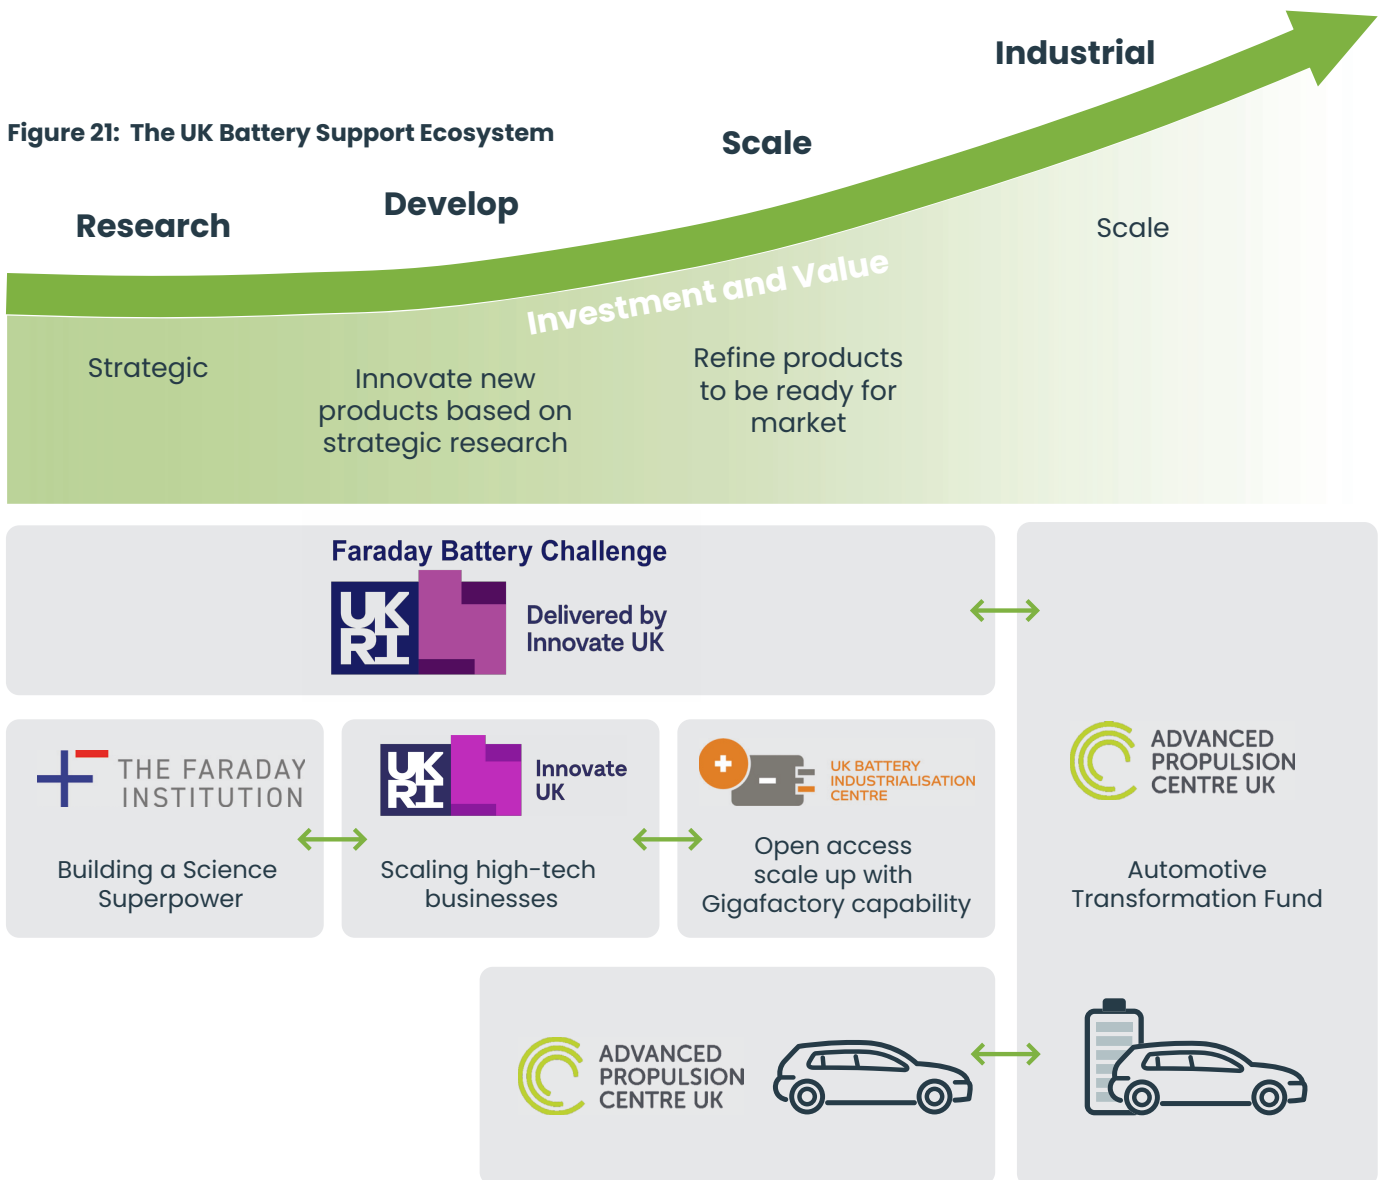 Industrial
Figure 21: The UK Battery Support Ecosystem
Scale
Develop
Research
Scale
Investment and Value
Strategic
Innovate new
products based on
strategic research
Refine products
to be ready for
market
Faraday Battery Challenge
UK
RI
Delivered by
Innovate UK
THE FARADAY
INSTITUTION
Building a Science
Superpower
UK
RI
Innovate
UK
Scaling high-tech
businesses
UK BATTERY
INDUSTRIALISATION
CENTRE
Open access
scale up with
Gigafactory capability
ADVANCED
PROPULSION
CENTRE UK
Automotive
Transformation Fund
ADVANCED
PROPULSION
CENTRE UK